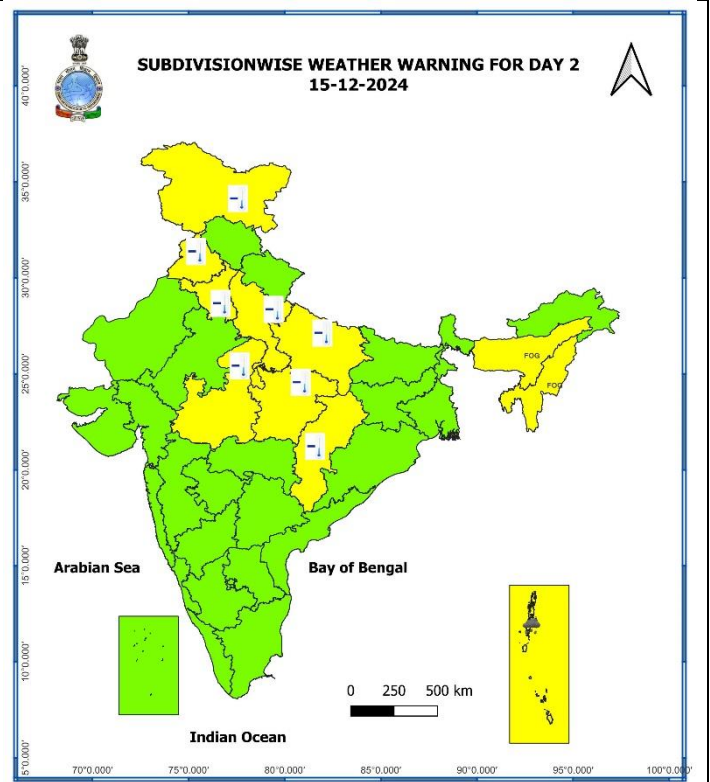 SUBDIVISIONWISE WEATHER WARNING FOR DAY 2
15-12-2024
40°0.000'
35°0.000'
30°0.000'
25°0.000'
20°0.000'
15°0.000'
10°0.000'
5°0.000'
FOG
FOG
Arabian Sea
Bay of Bengal
0 250 500 km
Indian Ocean
70°0.000' 75°0.000' 80°0.000' 85°0.000' 90°0.000' 95°0.000' 100°0.000'